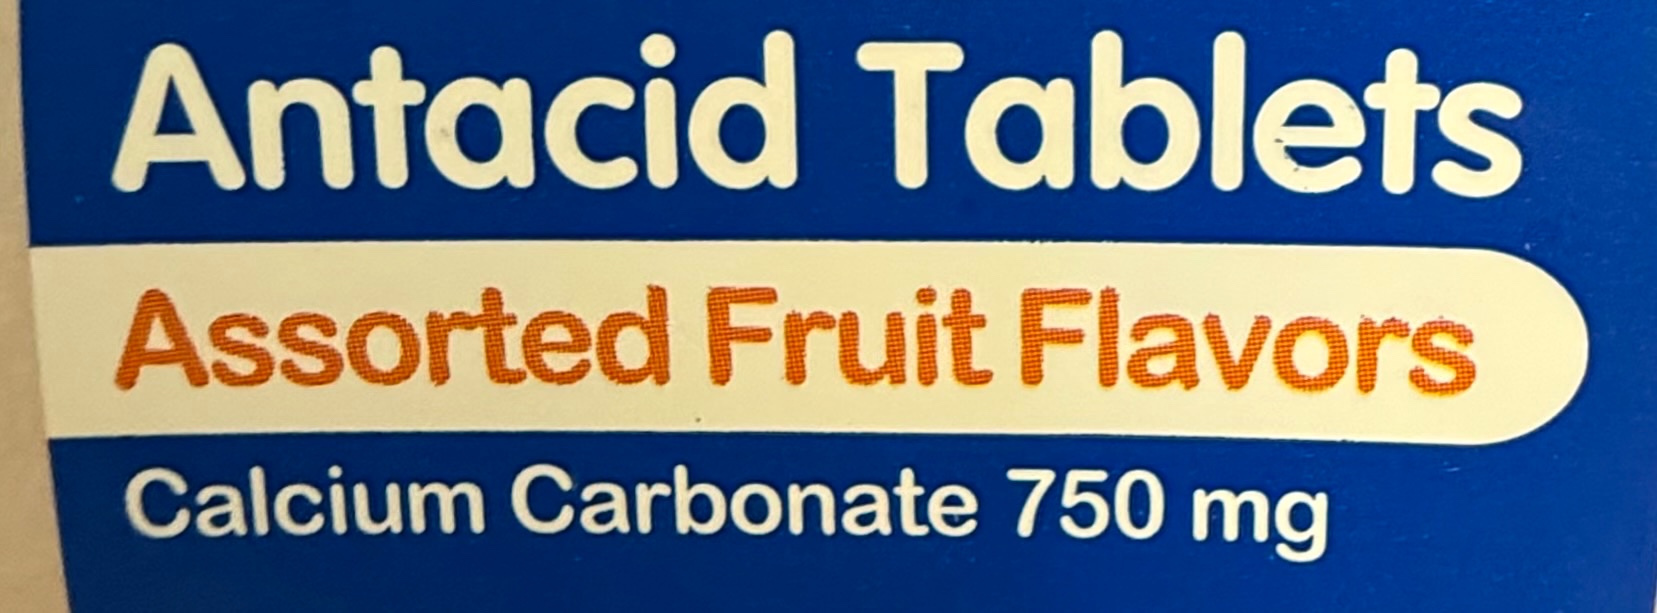 Antacid Tablets
Assorted Fruit Flavors
Calcium Carbonate 750 mg